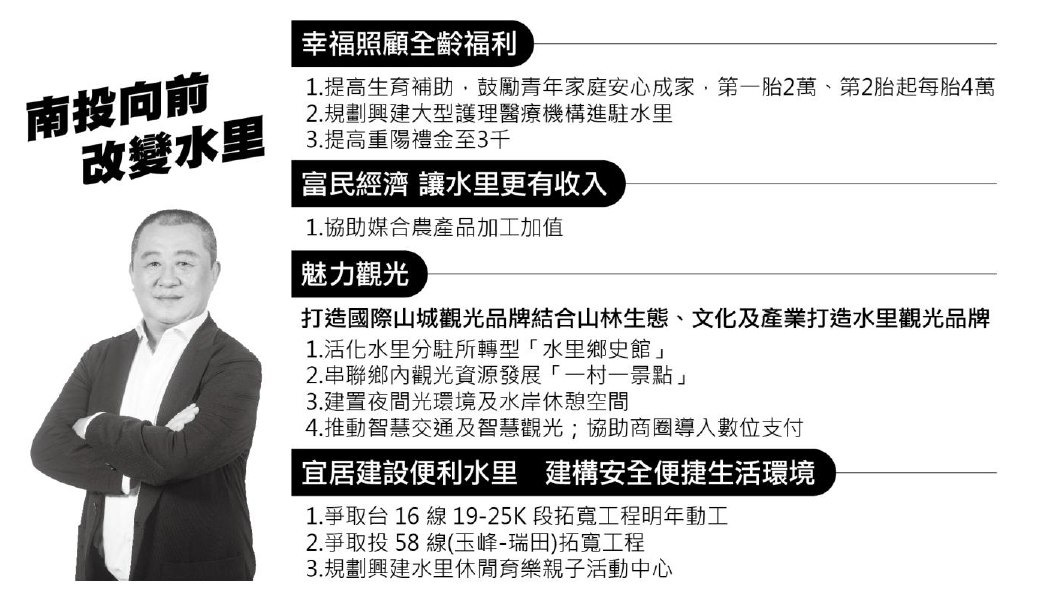 南投向前
改變水里
幸福照顧全齡福利
1.提高生育補助，鼓勵青年家庭安心成家，第一胎2萬、第2胎起每胎4萬
2.規劃興建大型護理醫療機構進駐水里
3.提高重陽禮金至3千
富民經濟 讓水里更有收入
1.協助媒合農產品加工加值
魅力觀光
打造國際山城觀光品牌結合山林生態、文化及產業打造水里觀光品牌
1.活化水里分駐所轉型「水里鄉史館」
2.串聯鄉內觀光資源發展「一村一景點」
3.建置夜間光環境及水岸休憩空間
4.推動智慧交通及智慧觀光；協助商圈導入數位支付
宜居建設便利水里　建構安全便捷生活環境
1.爭取台 16 線 19-25K 段拓寬工程明年動工
2.爭取投 58 線(玉峰-瑞田)拓寬工程
3.規劃興建水里休閒育樂親子活動中心